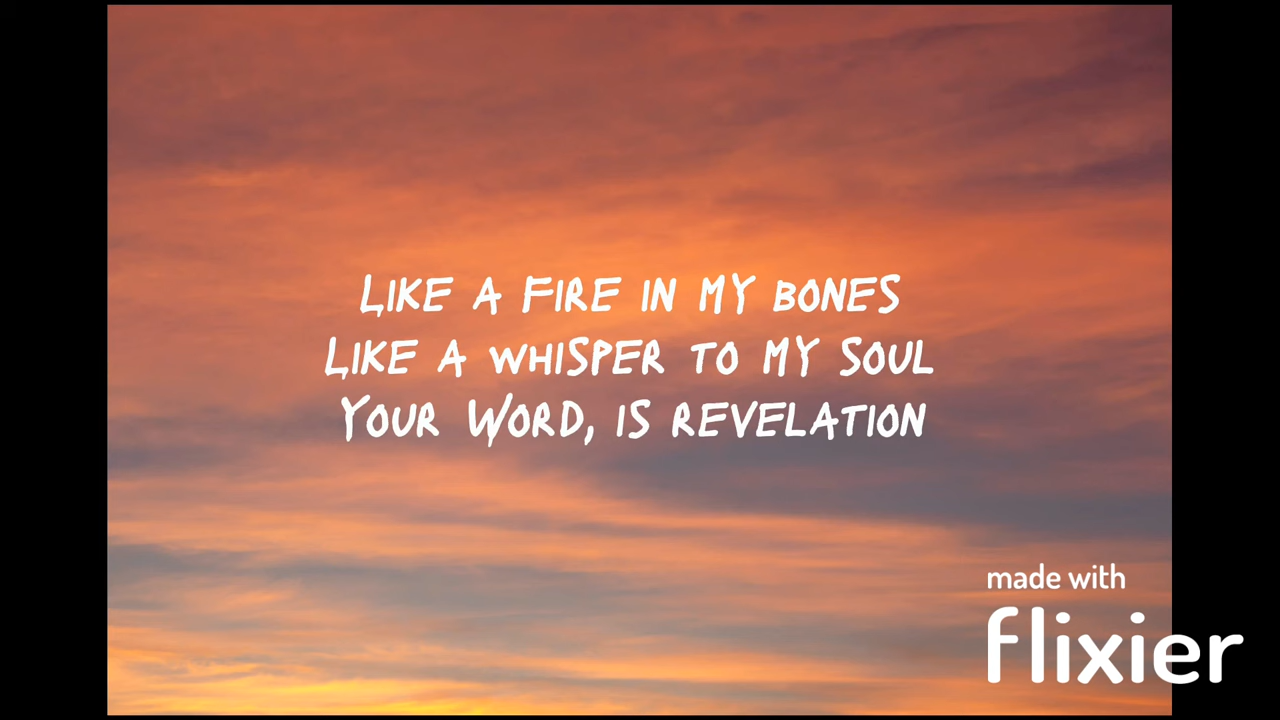 LIKE A FIRE IN MY BONES
LIKE A WHISPER TO MY SOUL
YOUR WORD, IS REVELATION
made with
flixier